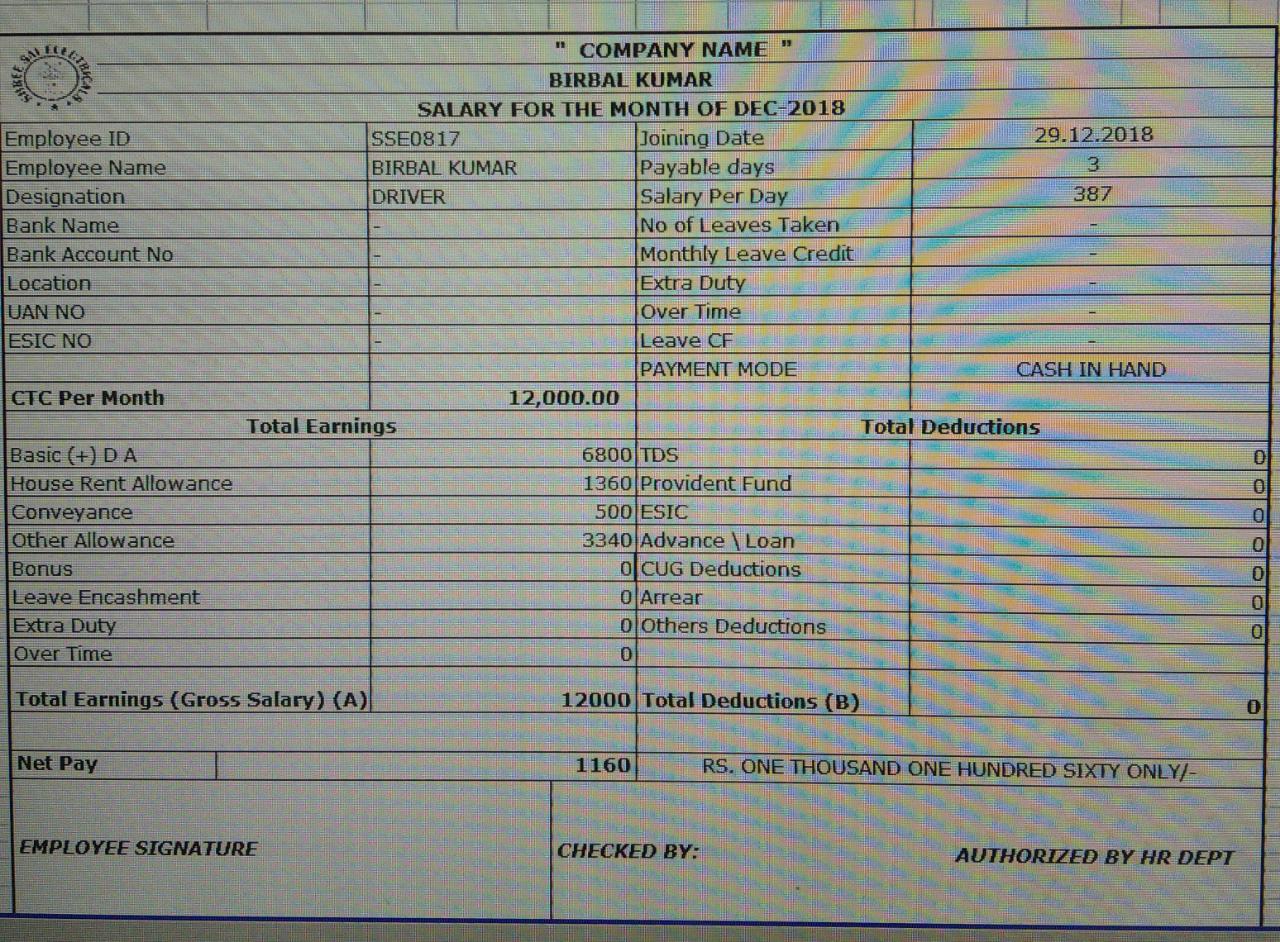 SHREE SAI ELECTRICALS
" COMPANY NAME "
BIRBAL KUMAR
SALARY FOR THE MONTH OF DEC-2018
Employee ID SSE0817 Joining Date 29.12.2018
Employee Name BIRBAL KUMAR Payable days 3
Designation DRIVER Salary Per Day 387
Bank Name - No of Leaves Taken -
Bank Account No - Monthly Leave Credit -
Location - Extra Duty -
UAN NO - Over Time -
ESIC NO - Leave CF -
PAYMENT MODE CASH IN HAND
CTC Per Month 12,000.00
Total Earnings Total Deductions
Basic (+) D A 6800 TDS 0
House Rent Allowance 1360 Provident Fund 0
Conveyance 500 ESIC 0
Other Allowance 3340 Advance \ Loan 0
Bonus 0 CUG Deductions 0
Leave Encashment 0 Arrear 0
Extra Duty 0 Others Deductions 0
Over Time 0
Total Earnings (Gross Salary) (A) 12000 Total Deductions (B) 0
Net Pay 1160 RS. ONE THOUSAND ONE HUNDRED SIXTY ONLY/-
EMPLOYEE SIGNATURE CHECKED BY: AUTHORIZED BY HR DEPT